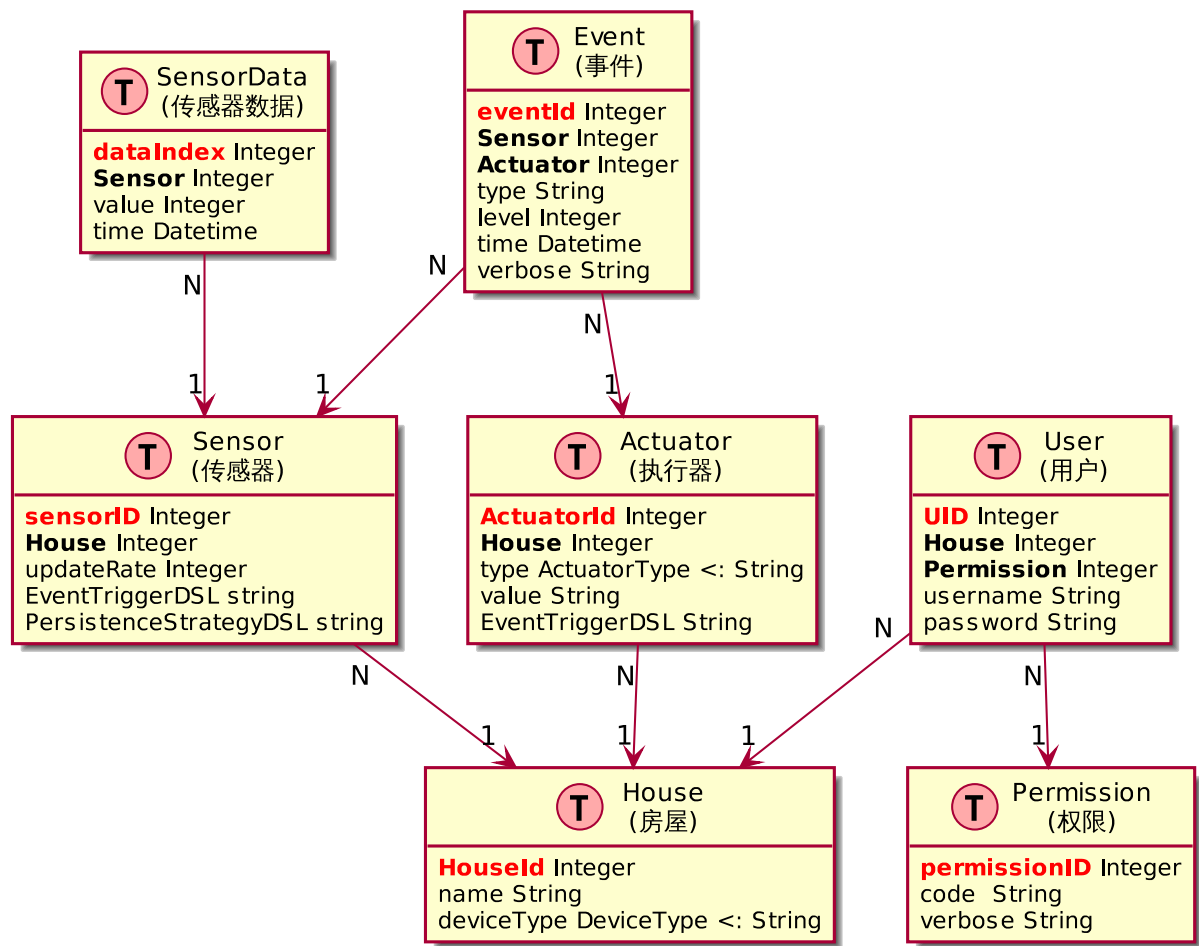 T
SensorData
(传感器数据)
dataIndex Integer
Sensor Integer
value Integer
time Datetime
T
Event
(事件)
eventId Integer
Sensor Integer
Actuator Integer
type String
level Integer
time Datetime
verbose String
N
1
N
1
N
1
T
Sensor
(传感器)
sensorID Integer
House Integer
updateRate Integer
EventTriggerDSL string
PersistenceStrategyDSL string
T
Actuator
(执行器)
ActuatorId Integer
House Integer
type ActuatorType <: String
value String
EventTriggerDSL String
T
User
(用户)
UID Integer
House Integer
Permission Integer
username String
password String
N
1
N
1
N
1
N
1
T
House
(房屋)
HouseId Integer
name String
deviceType DeviceType <: String
T
Permission
(权限)
permissionID Integer
code  String
verbose String